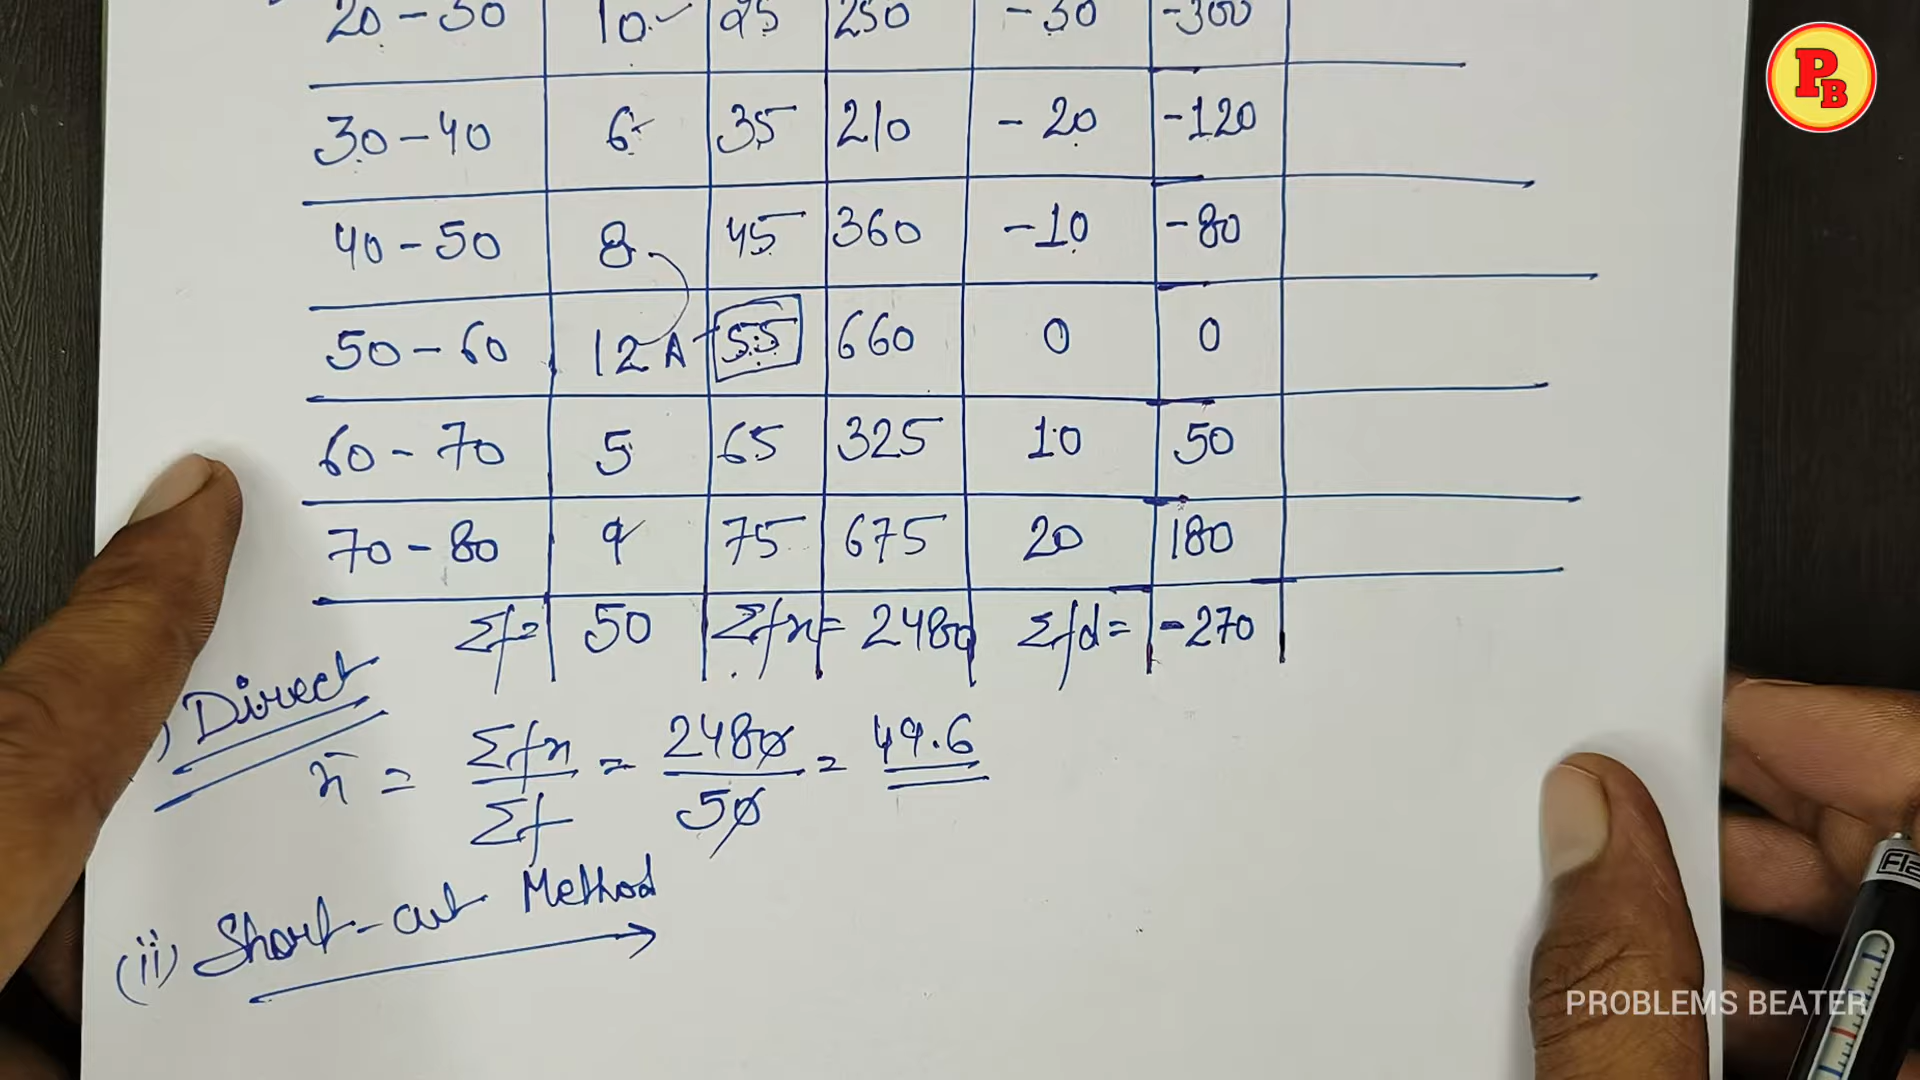 20 - 30 10 25 250 - 30 -300
30 - 40 6 35 210 - 20 -120
40 - 50 8 45 360 -10 -80
50 - 60 12 A 55 660 0 0
60 - 70 5 65 325 10 50
70 - 80 9 75 675 20 180
Σf= 50 Σfx= 2480 Σfd= -270
) Direct
x̄ = Σfx / Σf = 2480 / 50 = 49.6
(ii) Short-cut Method
PB
Fla
PROBLEMS BEATER